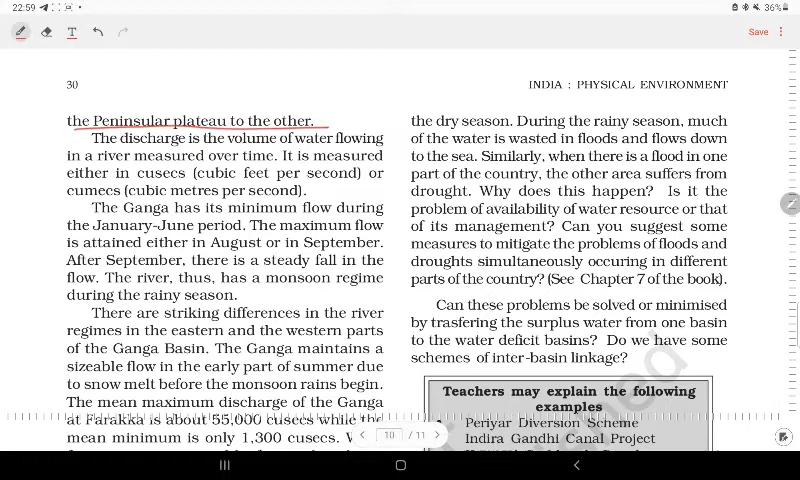 22:59
36%
Save
30
INDIA : PHYSICAL ENVIRONMENT
the Peninsular plateau to the other.
The discharge is the volume of water flowing
in a river measured over time. It is measured
either in cusecs (cubic feet per second) or
cumecs (cubic metres per second).
The Ganga has its minimum flow during
the January-June period. The maximum flow
is attained either in August or in September.
After September, there is a steady fall in the
flow. The river, thus, has a monsoon regime
during the rainy season.
There are striking differences in the river
regimes in the eastern and the western parts
of the Ganga Basin. The Ganga maintains a
sizeable flow in the early part of summer due
to snow melt before the monsoon rains begin.
The mean maximum discharge of the Ganga
at Farakka is about 55,000 cusecs while the
mean minimum is only 1,300 cusecs.
the dry season. During the rainy season, much
of the water is wasted in floods and flows down
to the sea. Similarly, when there is a flood in one
part of the country, the other area suffers from
drought. Why does this happen? Is it the
problem of availability of water resource or that
of its management? Can you suggest some
measures to mitigate the problems of floods and
droughts simultaneously occuring in different
parts of the country? (See Chapter 7 of the book).
Can these problems be solved or minimised
by trasfering the surplus water from one basin
to the water deficit basins? Do we have some
schemes of inter-basin linkage?
Teachers may explain the following
examples
• Periyar Diversion Scheme
Indira Gandhi Canal Project
10 / 11